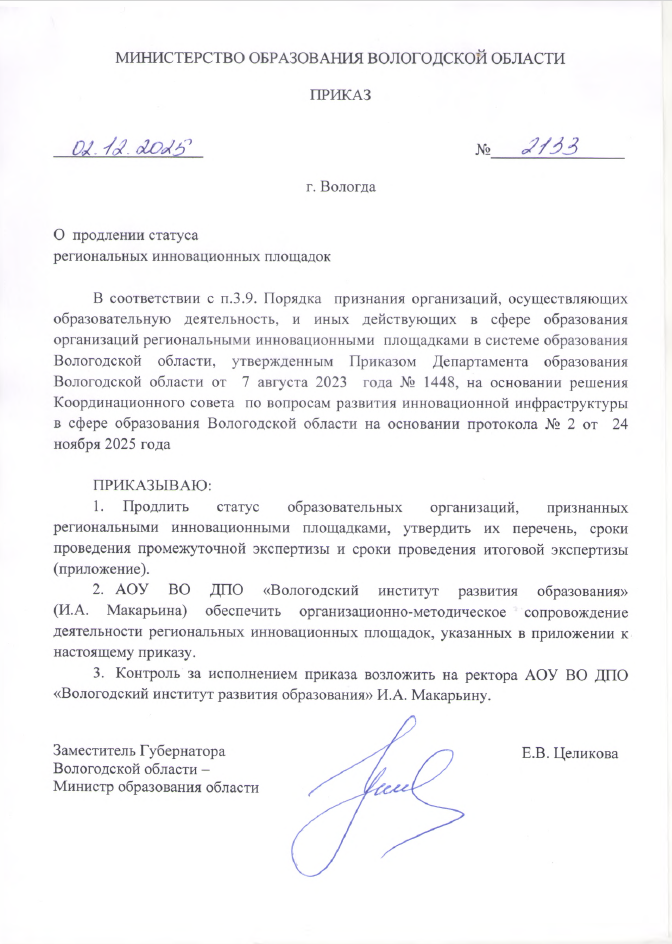 МИНИСТЕРСТВО ОБРАЗОВАНИЯ ВОЛОГОДСКОЙ ОБЛАСТИ
ПРИКАЗ
02.12.2025 № 2133
г. Вологда
О продлении статуса
региональных инновационных площадок
В соответствии с п.3.9. Порядка признания организаций, осуществляющих
образовательную деятельность, и иных действующих в сфере образования
организаций региональными инновационными площадками в системе образования
Вологодской области, утвержденным Приказом Департамента образования
Вологодской области от 7 августа 2023 года № 1448, на основании решения
Координационного совета по вопросам развития инновационной инфраструктуры
в сфере образования Вологодской области на основании протокола № 2 от 24
ноября 2025 года
ПРИКАЗЫВАЮ:
1. Продлить статус образовательных организаций, признанных
региональными инновационными площадками, утвердить их перечень, сроки
проведения промежуточной экспертизы и сроки проведения итоговой экспертизы
(приложение).
2. АОУ ВО ДПО «Вологодский институт развития образования»
(И.А. Макарьина) обеспечить организационно-методическое сопровождение
деятельности региональных инновационных площадок, указанных в приложении к
настоящему приказу.
3. Контроль за исполнением приказа возложить на ректора АОУ ВО ДПО
«Вологодский институт развития образования» И.А. Макарьину.
Заместитель Губернатора Е.В. Целикова
Вологодской области –
Министр образования области